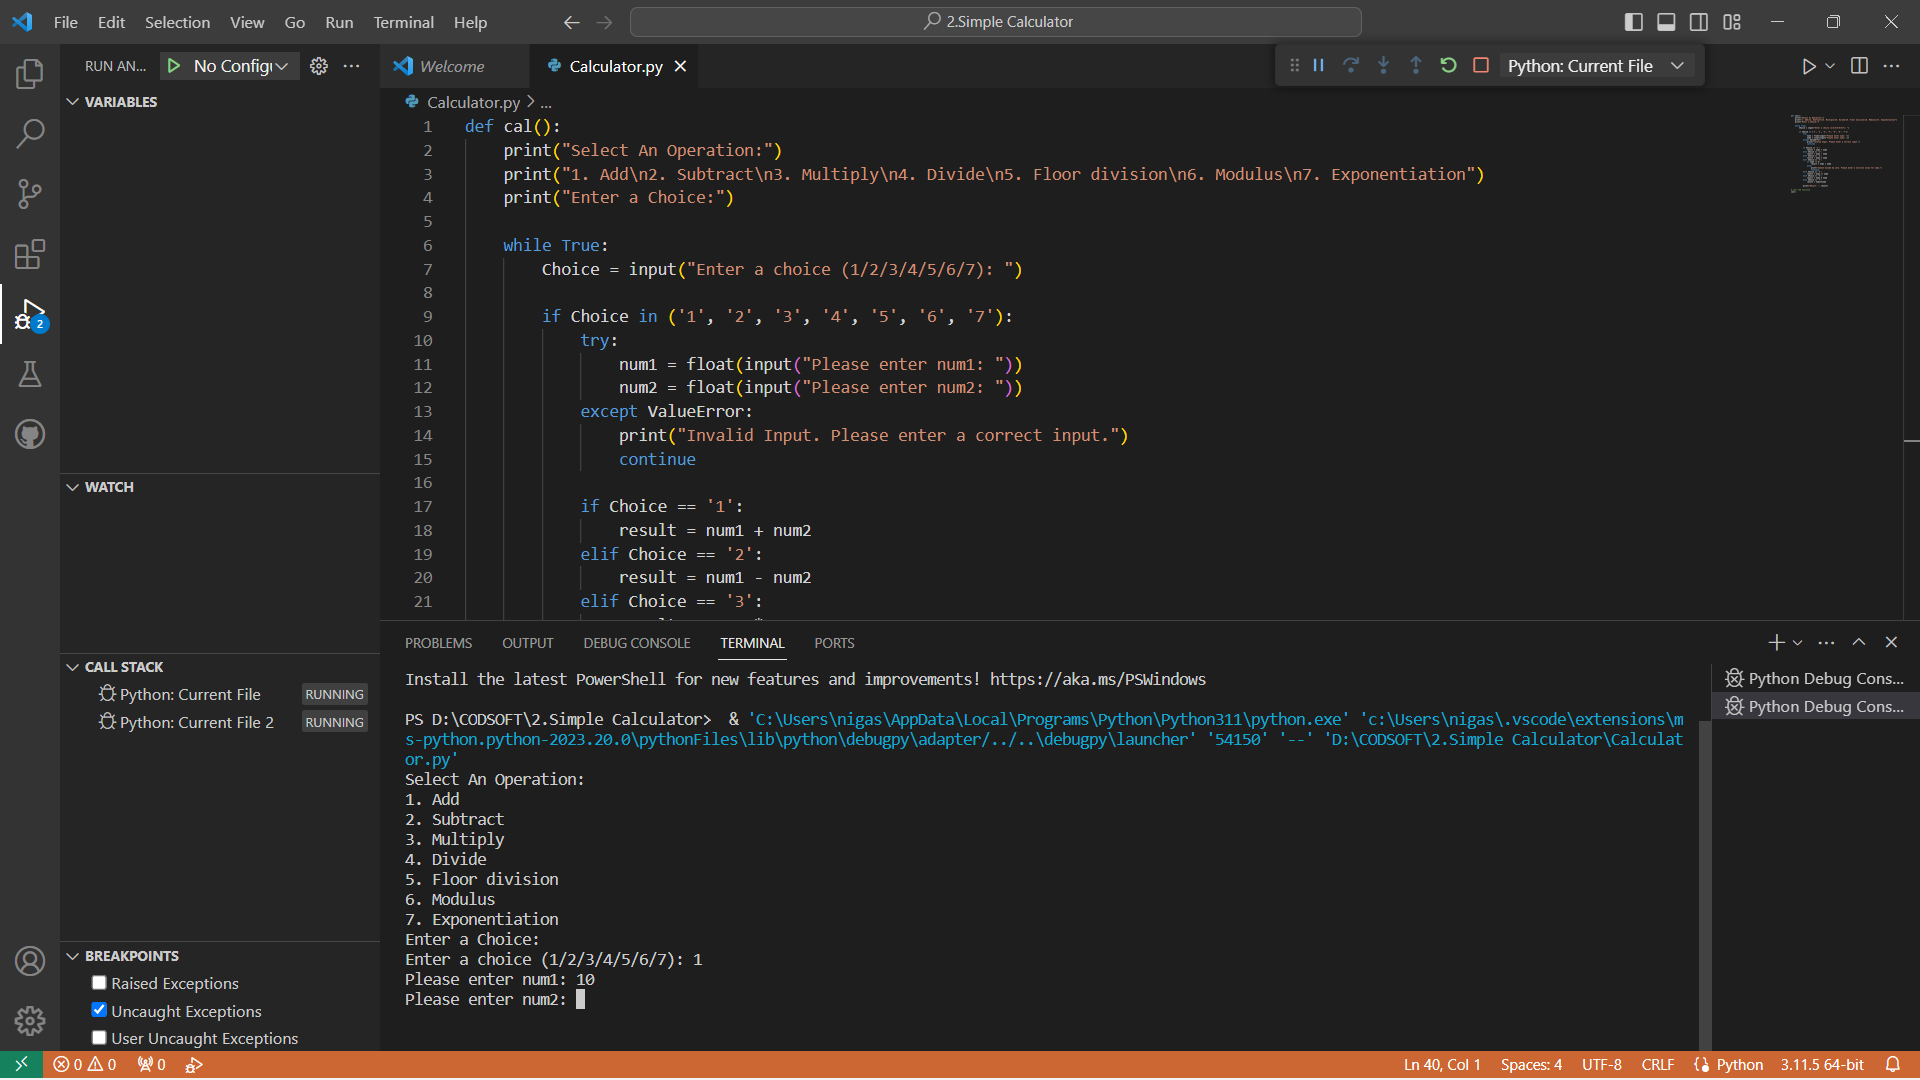 File Edit Selection View Go Run Terminal Help
2.Simple Calculator
RUN AN... No Config
Welcome
Calculator.py
Python: Current File
VARIABLES
WATCH
CALL STACK
Python: Current File RUNNING
Python: Current File 2 RUNNING
BREAKPOINTS
Raised Exceptions
Uncaught Exceptions
User Uncaught Exceptions
2
Calculator.py > ...
1 def cal():
2 print("Select An Operation:")
3 print("1. Add\n2. Subtract\n3. Multiply\n4. Divide\n5. Floor division\n6. Modulus\n7. Exponentiation")
4 print("Enter a Choice:")
5
6 while True:
7 Choice = input("Enter a choice (1/2/3/4/5/6/7): ")
8
9 if Choice in ('1', '2', '3', '4', '5', '6', '7'):
10 try:
11 num1 = float(input("Please enter num1: "))
12 num2 = float(input("Please enter num2: "))
13 except ValueError:
14 print("Invalid Input. Please enter a correct input.")
15 continue
16
17 if Choice == '1':
18 result = num1 + num2
19 elif Choice == '2':
20 result = num1 - num2
21 elif Choice == '3':
PROBLEMS OUTPUT DEBUG CONSOLE TERMINAL PORTS
Install the latest PowerShell for new features and improvements! https://aka.ms/PSWindows
PS D:\CODSOFT\2.Simple Calculator>  & 'C:\Users\nigas\AppData\Local\Programs\Python\Python311\python.exe' 'c:\Users\nigas\.vscode\extensions\m
s-python.python-2023.20.0\pythonFiles\lib\python\debugpy\adapter/../..\debugpy\launcher' '54150' '--' 'D:\CODSOFT\2.Simple Calculator\Calculat
or.py'
Select An Operation:
1. Add
2. Subtract
3. Multiply
4. Divide
5. Floor division
6. Modulus
7. Exponentiation
Enter a Choice:
Enter a choice (1/2/3/4/5/6/7): 1
Please enter num1: 10
Please enter num2:
Python Debug Cons...
Python Debug Cons...
0 0 0
Ln 40, Col 1 Spaces: 4 UTF-8 CRLF Python 3.11.5 64-bit